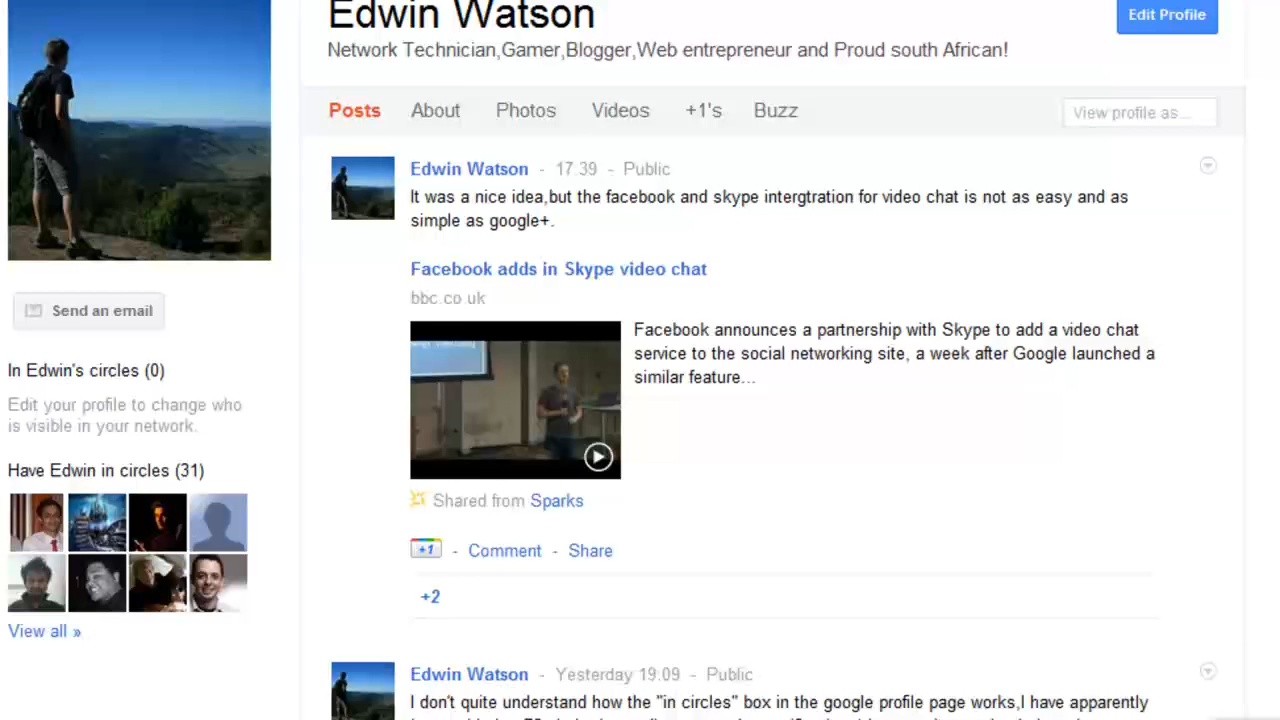 Edwin Watson
Edit Profile
Network Technician,Gamer,Blogger,Web entrepreneur and Proud south African!
Posts About Photos Videos +1's Buzz
View profile as...
Edwin Watson - 17.39 - Public
It was a nice idea,but the facebook and skype intergtration for video chat is not as easy and as
simple as google+.
Facebook adds in Skype video chat
bbc.co.uk
Facebook announces a partnership with Skype to add a video chat
service to the social networking site, a week after Google launched a
similar feature...
Shared from Sparks
+1 - Comment - Share
+2
Edwin Watson - Yesterday 19.09 - Public
I don't quite understand how the "in circles" box in the google profile page works,I have apparently
Send an email
In Edwin's circles (0)
Edit your profile to change who
is visible in your network.
Have Edwin in circles (31)
View all »